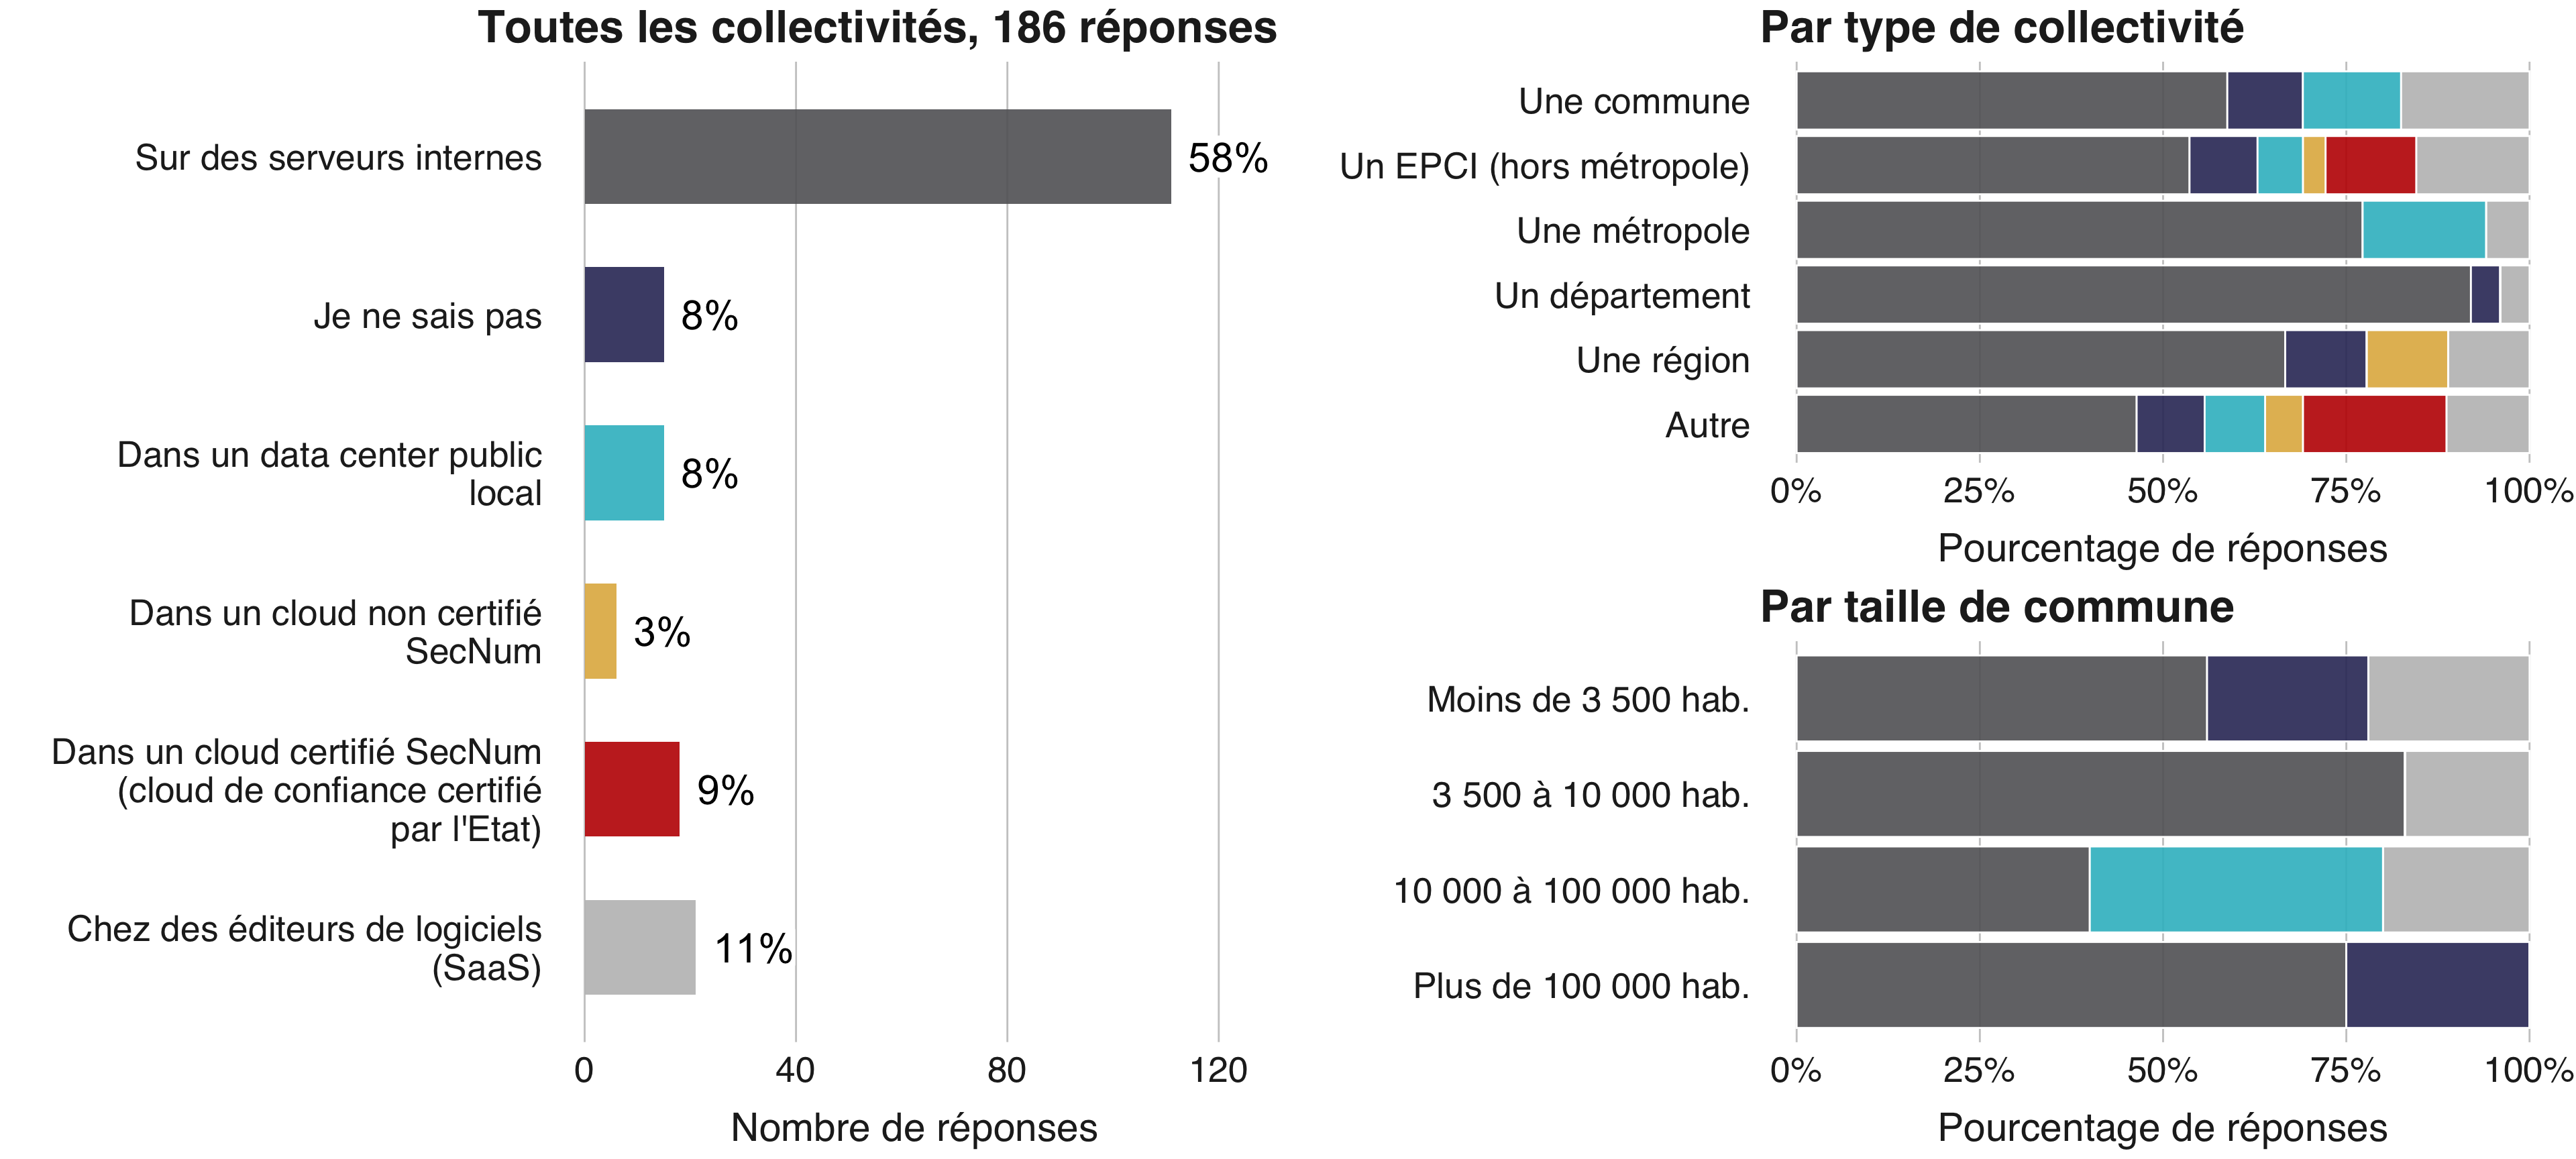 Toutes les collectivités, 186 réponses
Sur des serveurs internes
58%
Je ne sais pas
8%
Dans un data center public
local
8%
Dans un cloud non certifié
SecNum
3%
Dans un cloud certifié SecNum
(cloud de confiance certifié
par l'Etat)
9%
Chez des éditeurs de logiciels
(SaaS)
11%
0 40 80 120
Nombre de réponses
Par type de collectivité
Une commune
Un EPCI (hors métropole)
Une métropole
Un département
Une région
Autre
0% 25% 50% 75% 100%
Pourcentage de réponses
Par taille de commune
Moins de 3 500 hab.
3 500 à 10 000 hab.
10 000 à 100 000 hab.
Plus de 100 000 hab.
0% 25% 50% 75% 100%
Pourcentage de réponses